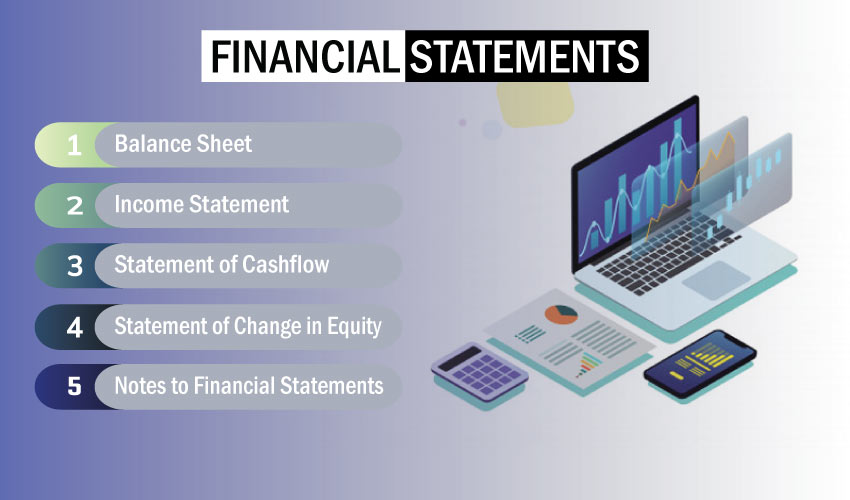 FINANCIAL STATEMENTS
1 Balance Sheet
2 Income Statement
3 Statement of Cashflow
4 Statement of Change in Equity
5 Notes to Financial Statements